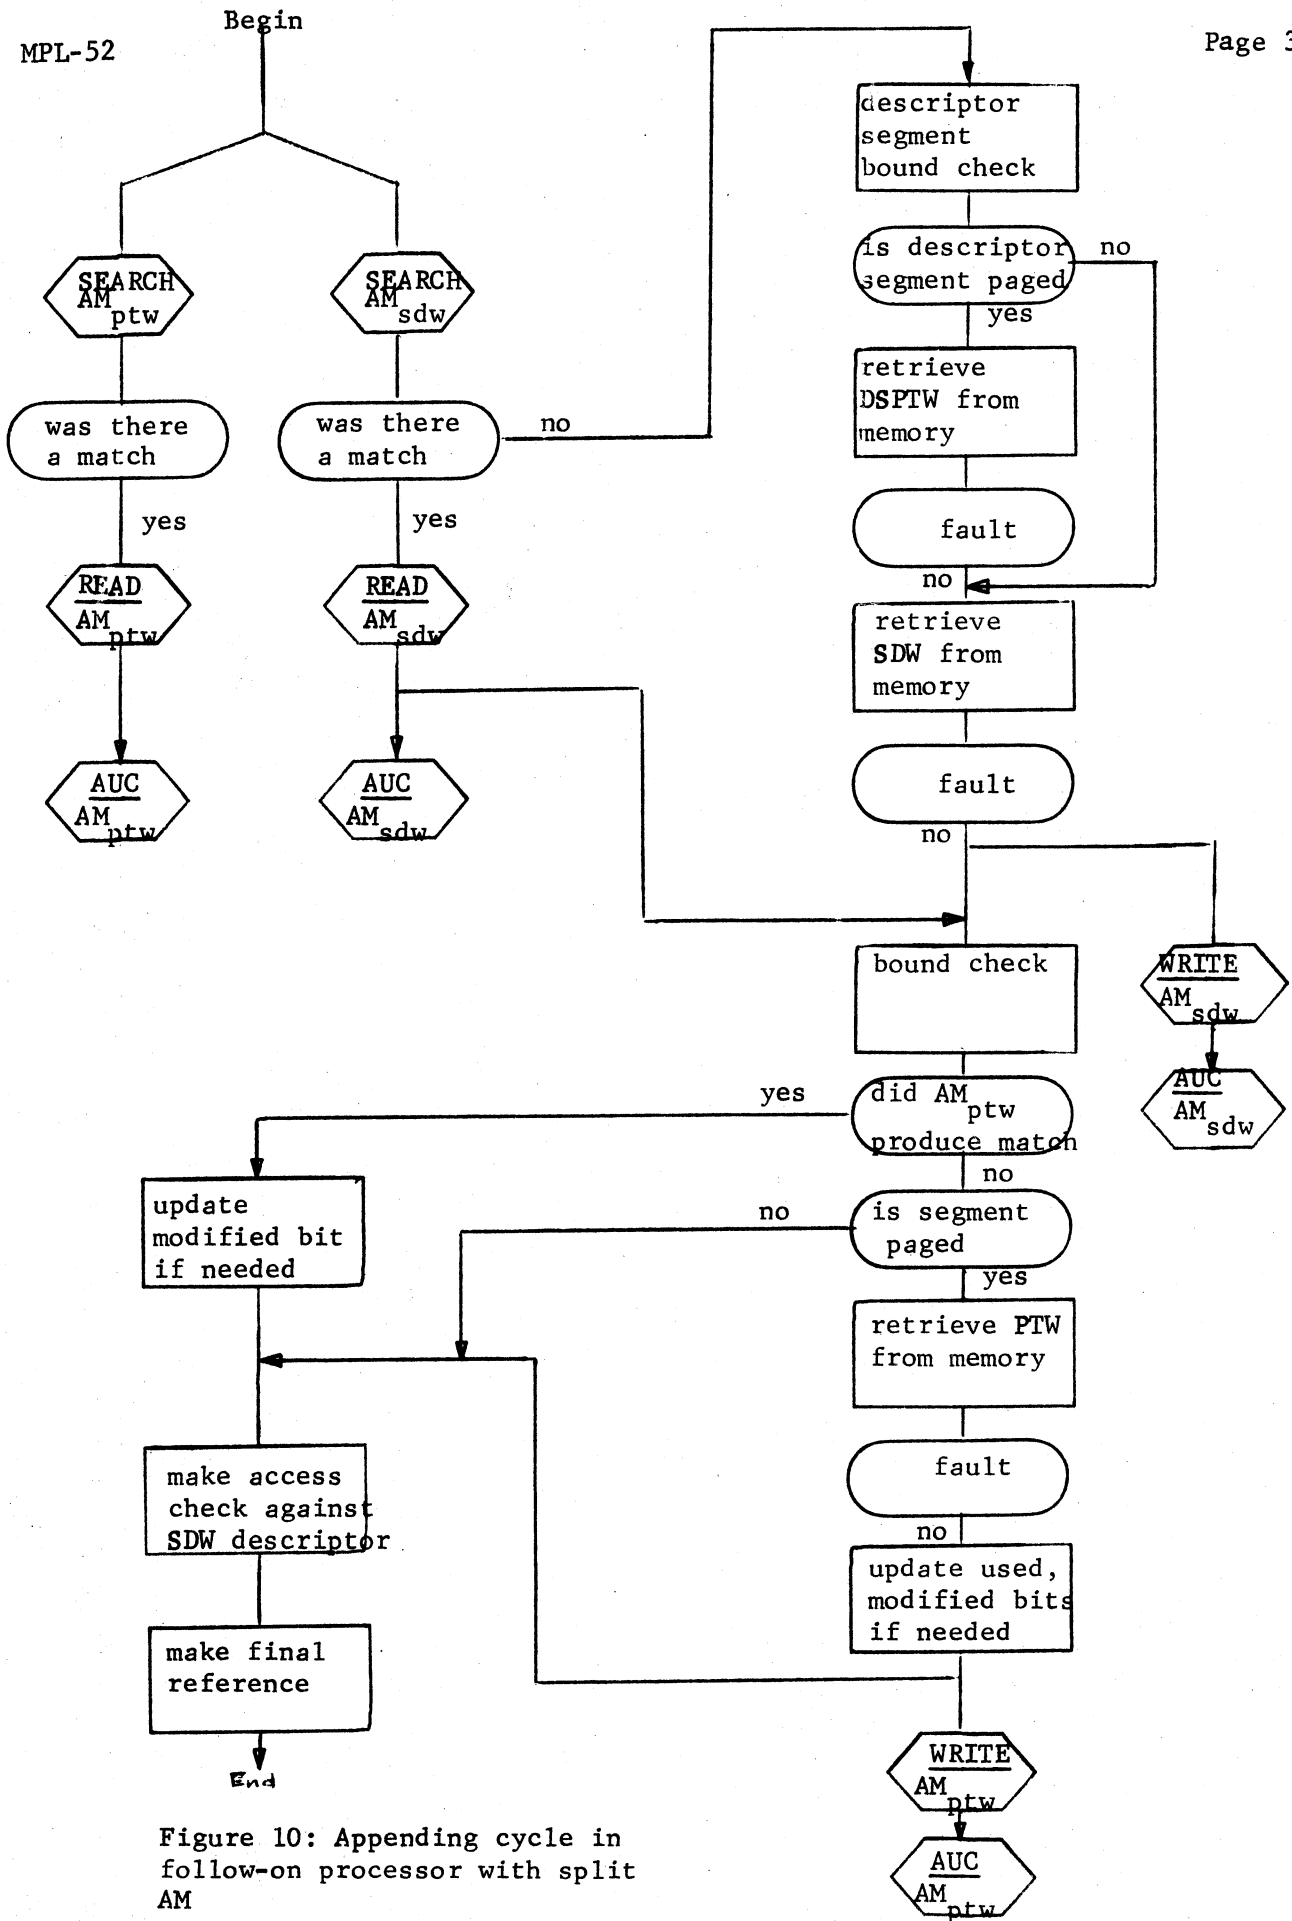 MPL-52
Begin
Page 3
SEARCH
AM
ptw
was there
a match
yes
READ
AM
ptw
AUC
AM
ptw
SEARCH
AM
sdw
was there
a match
no
yes
READ
AM
sdw
AUC
AM
sdw
descriptor
segment
bound check
is descriptor
segment paged
no
yes
retrieve
DSPTW from
memory
fault
no
retrieve
SDW from
memory
fault
no
WRITE
AM
sdw
AUC
AM
sdw
bound check
did AM
ptw
produce match
yes
no
is segment
paged
no
yes
retrieve PTW
from memory
fault
no
update used,
modified bits
if needed
WRITE
AM
ptw
AUC
AM
ptw
update
modified bit
if needed
make access
check against
SDW descriptor
make final
reference
End
Figure 10: Appending cycle in
follow-on processor with split
AM